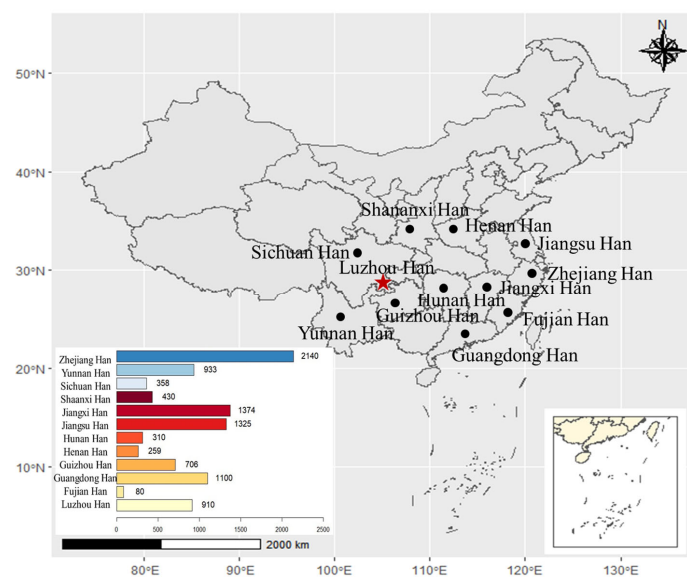 N
50°N
40°N
30°N
20°N
10°N
Shananxi Han
Henan Han
Jiangsu Han
Sichuan Han
Luzhou Han
Zhejiang Han
Jiangxi Han
Hunan Han
Guizhou Han
Fujian Han
Yunnan Han
Guangdong Han
Zhejiang Han 2140
Yunnan Han 933
Sichuan Han 358
Shaanxi Han 430
Jiangxi Han 1374
Jiangsu Han 1325
Hunan Han 310
Henan Han 259
Guizhou Han 706
Guangdong Han 1100
Fujian Han 80
Luzhou Han 910
0 500 1000 1500 2000 2500
2000 km
80°E 90°E 100°E 110°E 120°E 130°E